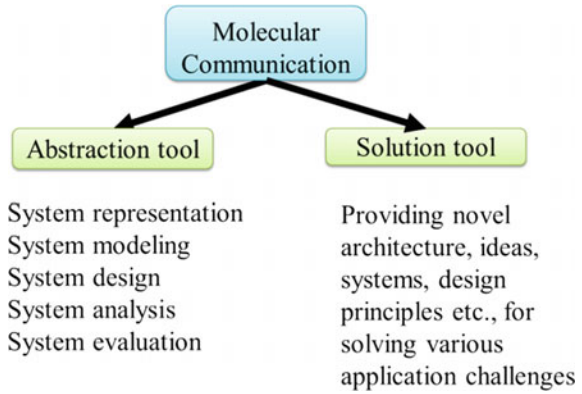 Molecular
Communication
Abstraction tool
Solution tool
System representation
System modeling
System design
System analysis
System evaluation
Providing novel
architecture, ideas,
systems, design
principles etc., for
solving various
application challenges